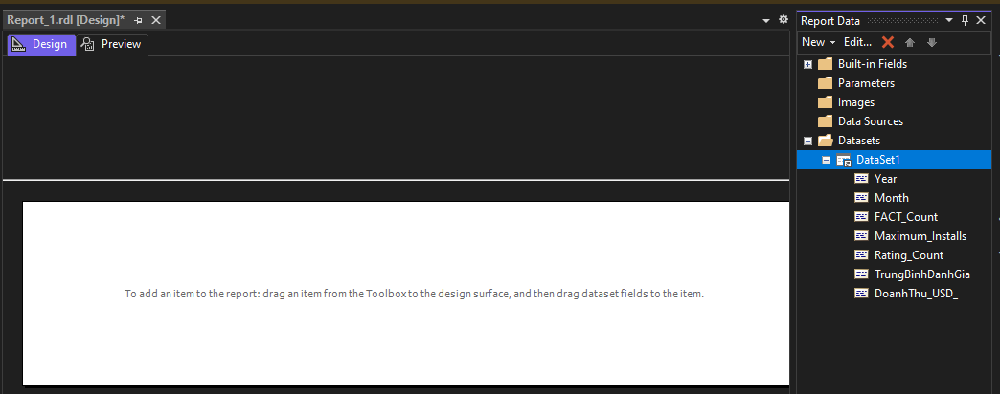 Report_1.rdl [Design]*
Design
Preview
To add an item to the report: drag an item from the Toolbox to the design surface, and then drag dataset fields to the item.
Report Data
New
Edit...
Built-in Fields
Parameters
Images
Data Sources
Datasets
DataSet1
Year
Month
FACT_Count
Maximum_Installs
Rating_Count
TrungBinhDanhGia
DoanhThu_USD_